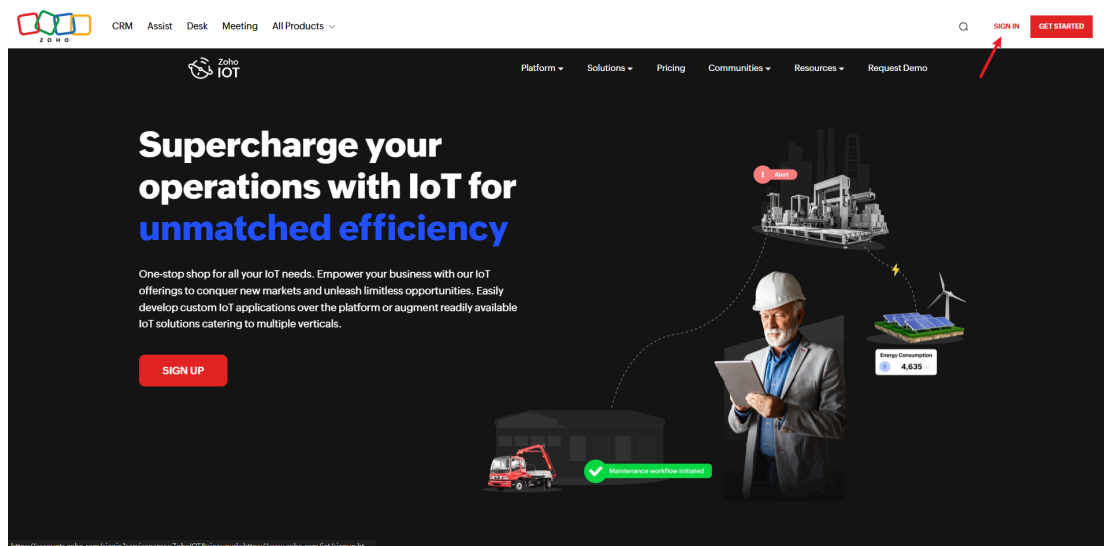 CRM Assist Desk Meeting All Products SIGN IN GET STARTED
ZOHO
Zoho
IOT
Platform Solutions Pricing Communities Resources Request Demo
Supercharge your
operations with IoT for
unmatched efficiency
One-stop shop for all your IoT needs. Empower your business with our IoT
offerings to conquer new markets and unleash limitless opportunities. Easily
develop custom IoT applications over the platform or augment readily available
IoT solutions catering to multiple verticals.
SIGN UP
! Alert
Energy Consumption
4,635
Maintenance workflow initiated